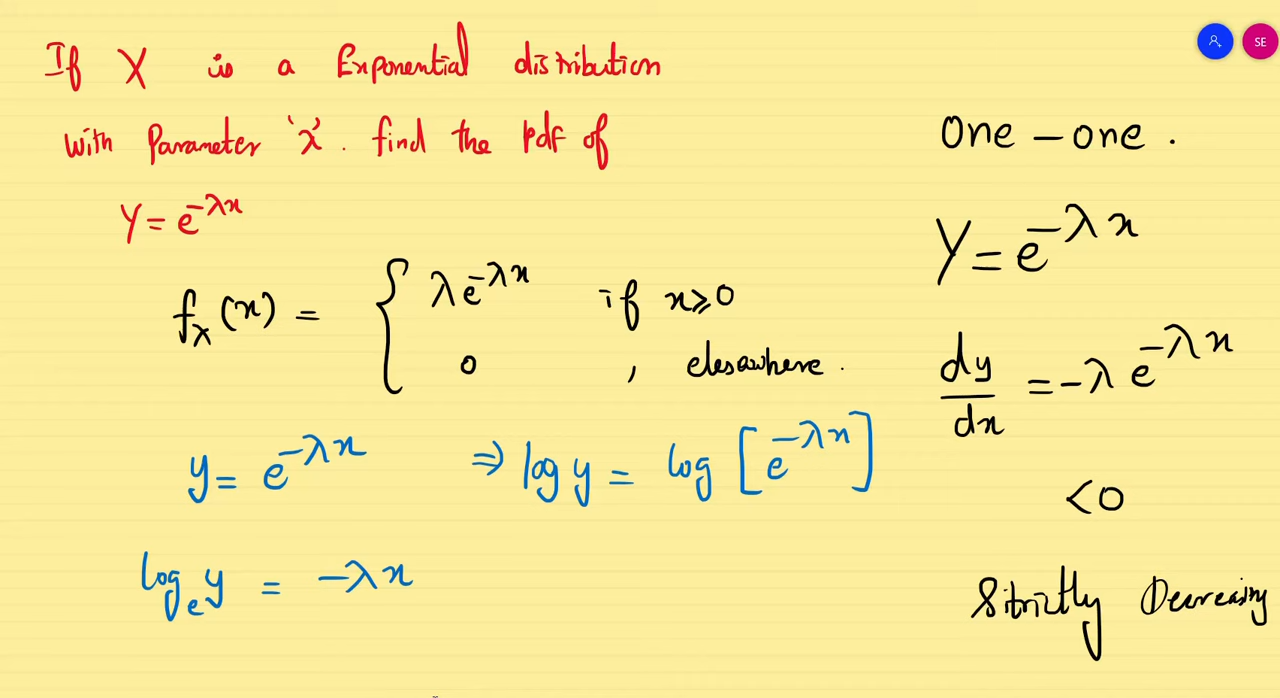 If X is a Exponential distribution
with Parameter 'λ'. find the pdf of
Y = e^{-λx}
f_X(x) = { λe^{-λx} if x ≥ 0
0 , elesawhere.
y = e^{-λx} ⇒ log y = log [e^{-λx}]
log_e y = -λx
SE
One - one.
Y = e^{-λx}
dy/dx = -λ e^{-λx}
< 0
Strictly Decreasing